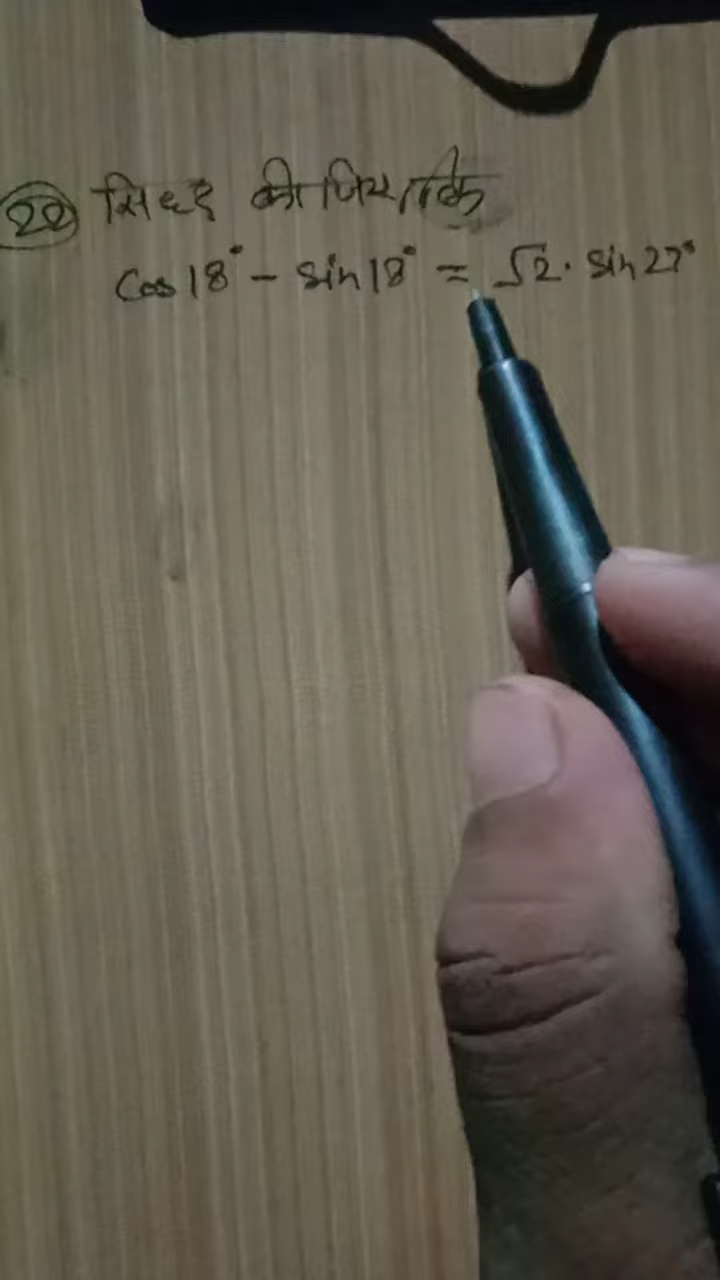 22 सिध्द कीजिए कि
cos 18° - sin 18° = √2 · sin 27°